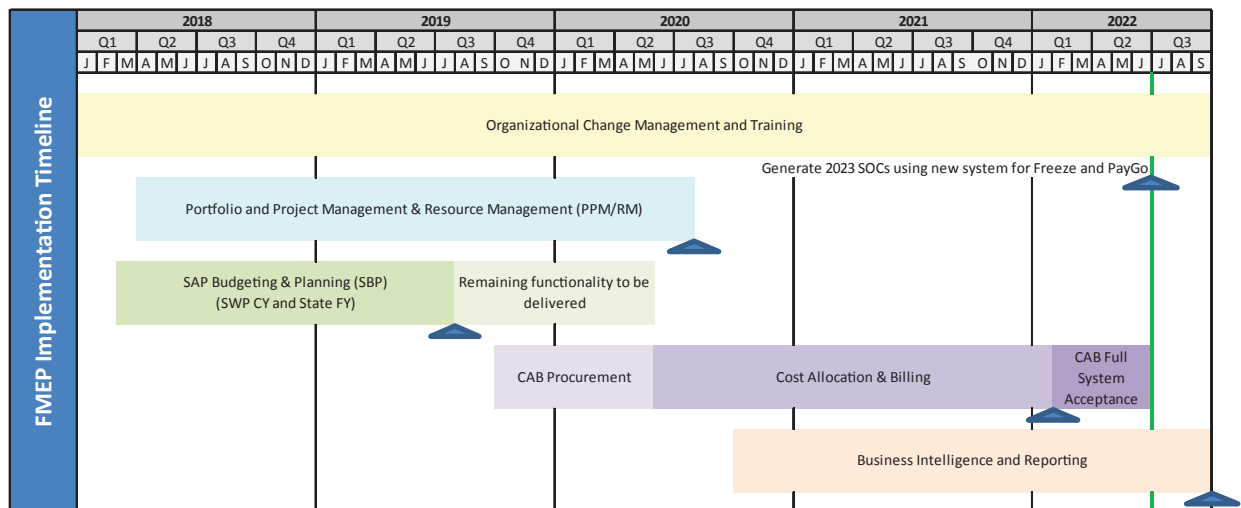 FMEP Implementation Timeline
2018 2019 2020 2021 2022
Q1 Q2 Q3 Q4 Q1 Q2 Q3 Q4 Q1 Q2 Q3 Q4 Q1 Q2 Q3 Q4 Q1 Q2 Q3
J F M A M J J A S O N D J F M A M J J A S O N D J F M A M J J A S O N D J F M A M J J A S O N D J F M A M J J A S
Organizational Change Management and Training
Generate 2023 SOCs using new system for Freeze and PayGo
Portfolio and Project Management & Resource Management (PPM/RM)
SAP Budgeting & Planning (SBP)
(SWP CY and State FY)
Remaining functionality to be
delivered
CAB Procurement
Cost Allocation & Billing
CAB Full
System
Acceptance
Business Intelligence and Reporting